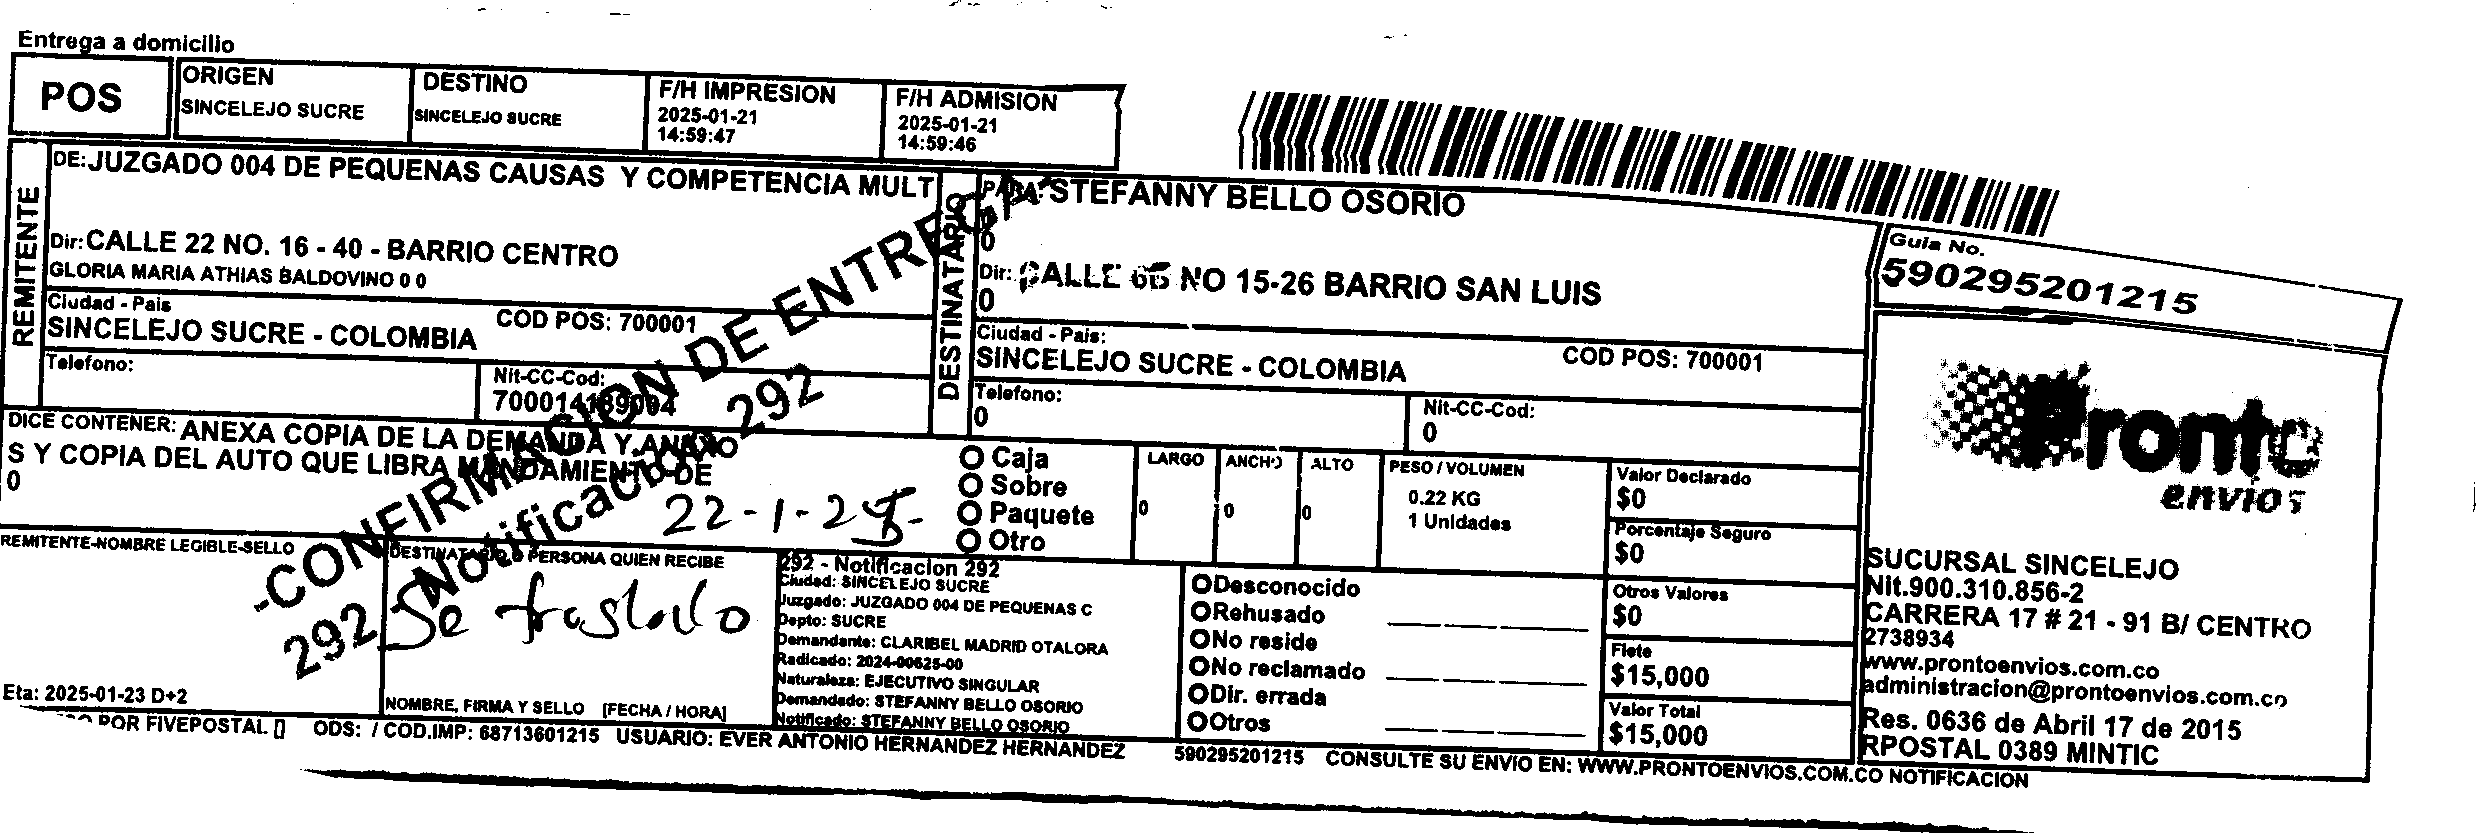 Entrega a domicilio
POS
ORIGEN
SINCELEJO SUCRE
DESTINO
SINCELEJO SUCRE
F/H IMPRESION
2025-01-21
14:59:47
F/H ADMISION
2025-01-21
14:59:46
REMITENTE
DE: JUZGADO 004 DE PEQUENAS CAUSAS Y COMPETENCIA MULT
Dir: CALLE 22 NO. 16 - 40 - BARRIO CENTRO
GLORIA MARIA ATHIAS BALDOVINO 0 0
Ciudad - Pais
SINCELEJO SUCRE - COLOMBIA
COD POS: 700001
Telefono:
Nit-CC-Cod:
700014189004
DESTINATARIO
PARA: STEFANNY BELLO OSORIO
0
0
Dir: CALLE 6B NO 15-26 BARRIO SAN LUIS
0
Ciudad - Pais:
SINCELEJO SUCRE - COLOMBIA
COD POS: 700001
Telefono:
0
Nit-CC-Cod:
0
Guia No.
590295201215
DICE CONTENER: ANEXA COPIA DE LA DEMANDA Y ANEXO
S Y COPIA DEL AUTO QUE LIBRA MANDAMIENTO DE
0
-CONFIRMACION DE ENTREGA-
292 - Notificacion 292
22-1-25-
Caja
Sobre
Paquete
Otro
LARGO
0
ANCHO
0
ALTO
0
PESO / VOLUMEN
0.22 KG
1 Unidades
Valor Declarado
$0
Porcentaje Seguro
$0
Otros Valores
$0
Flete
$15,000
Valor Total
$15,000
REMITENTE-NOMBRE LEGIBLE-SELLO
Eta: 2025-01-23 D+2
DESTINATARIO O PERSONA QUIEN RECIBE
Se traslado
NOMBRE, FIRMA Y SELLO [FECHA / HORA]
292 - Notificacion 292
Ciudad: SINCELEJO SUCRE
Juzgado: JUZGADO 004 DE PEQUENAS C
Depto: SUCRE
Demandante: CLARIBEL MADRID OTALORA
Radicado: 2024-00625-00
Naturaleza: EJECUTIVO SINGULAR
Demandado: STEFANNY BELLO OSORIO
Notificado: STEFANNY BELLO OSORIO
Desconocido
Rehusado
No reside
No reclamado
Dir. errada
Otros
Pronto
envios
SUCURSAL SINCELEJO
Nit.900.310.856-2
CARRERA 17 # 21 - 91 B/ CENTRO
2738934
www.prontoenvios.com.co
administracion@prontoenvios.com.co
Res. 0636 de Abril 17 de 2015
RPOSTAL 0389 MINTIC
POR FIVEPOSTAL [] ODS: / COD.IMP: 68713601215 USUARIO: EVER ANTONIO HERNANDEZ HERNANDEZ 590295201215 CONSULTE SU ENVIO EN: WWW.PRONTOENVIOS.COM.CO NOTIFICACION